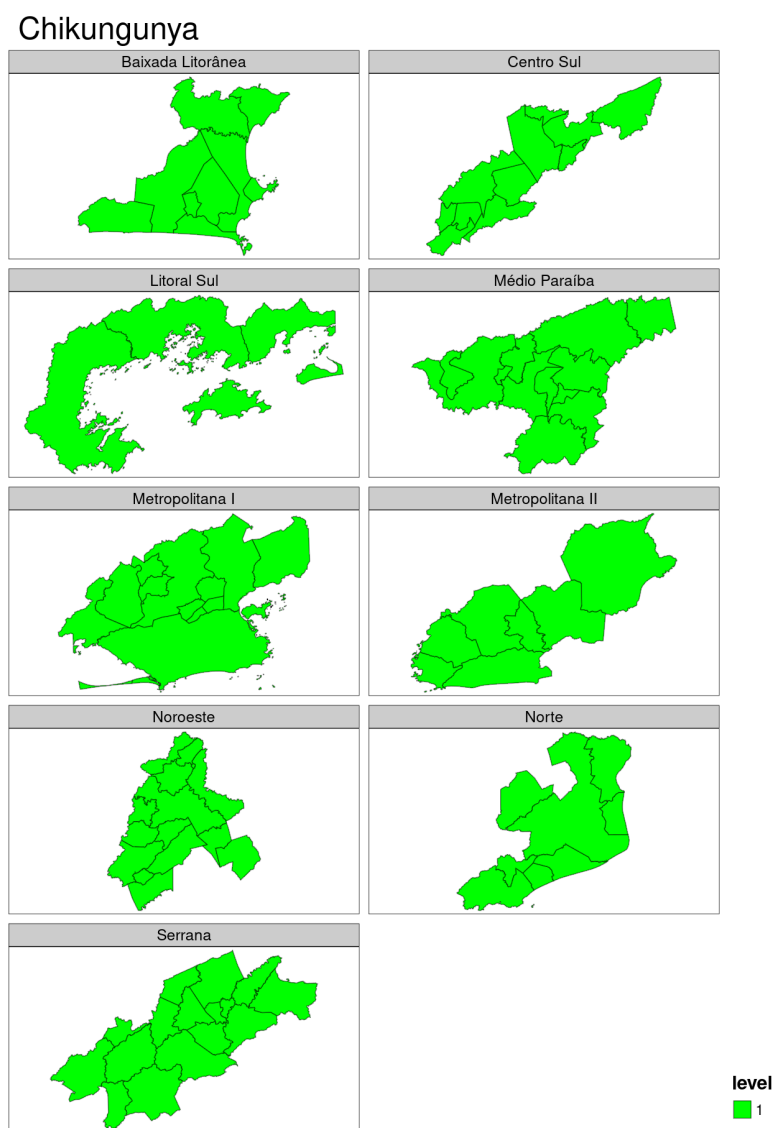 Chikungunya
Baixada Litorânea
Centro Sul
Litoral Sul
Médio Paraíba
Metropolitana I
Metropolitana II
Noroeste
Norte
Serrana
level
1